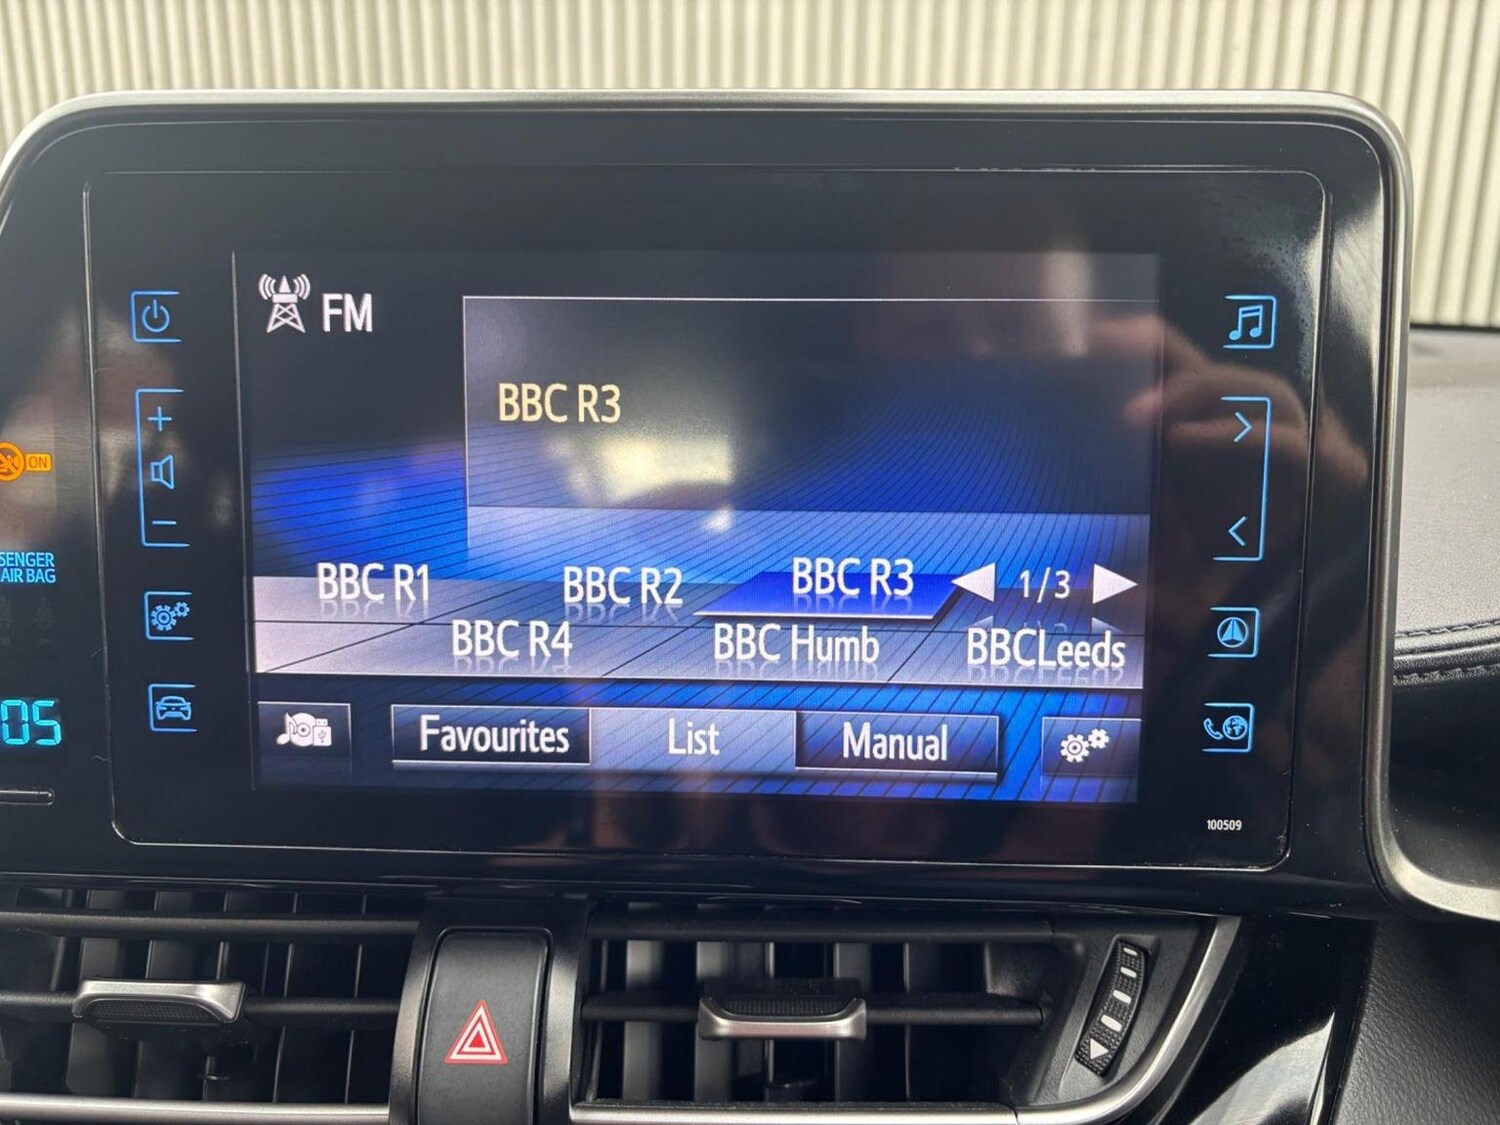 FM
BBC R3
ON
SENGER
AIR BAG
BBC R1 BBC R2 BBC R3 1/3
BBC R4 BBC Humb BBCLeeds
05
Favourites List Manual
100509